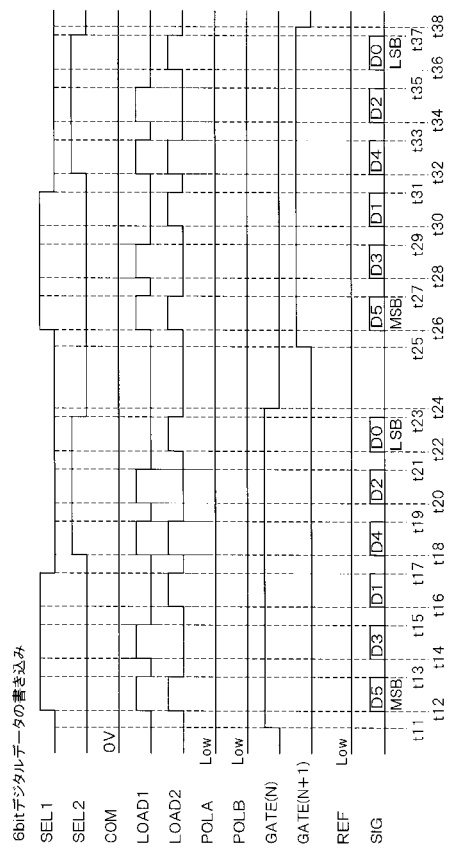 6bitデジタルデータの書き込み
SEL1
SEL2
COM 0V
LOAD1
LOAD2
POLA Low
POLB Low
GATE(N)
GATE(N+1)
REF Low
SIG D5 D3 D1 D4 D2 D0 D5 D3 D1 D4 D2 D0
MSB LSB MSB LSB
t11 t13 t15 t17 t19 t21 t23 t25 t27 t29 t31 t33 t35 t37
t12 t14 t16 t18 t20 t22 t24 t26 t28 t30 t32 t34 t36 t38